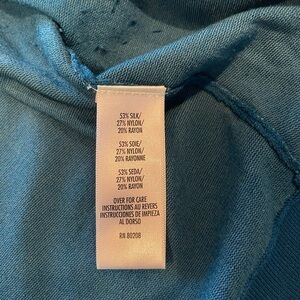 53% SILK/
27% NYLON/
20% RAYON
53% SOIE/
27% NYLON/
20% RAYONNE
53% SEDA/
27% NYLON/
20% RAYON
OVER FOR CARE
INSTRUCTIONS AU REVERS
INSTRUCCIONES DE IMPIEZA
AL DORSO
RN 80208